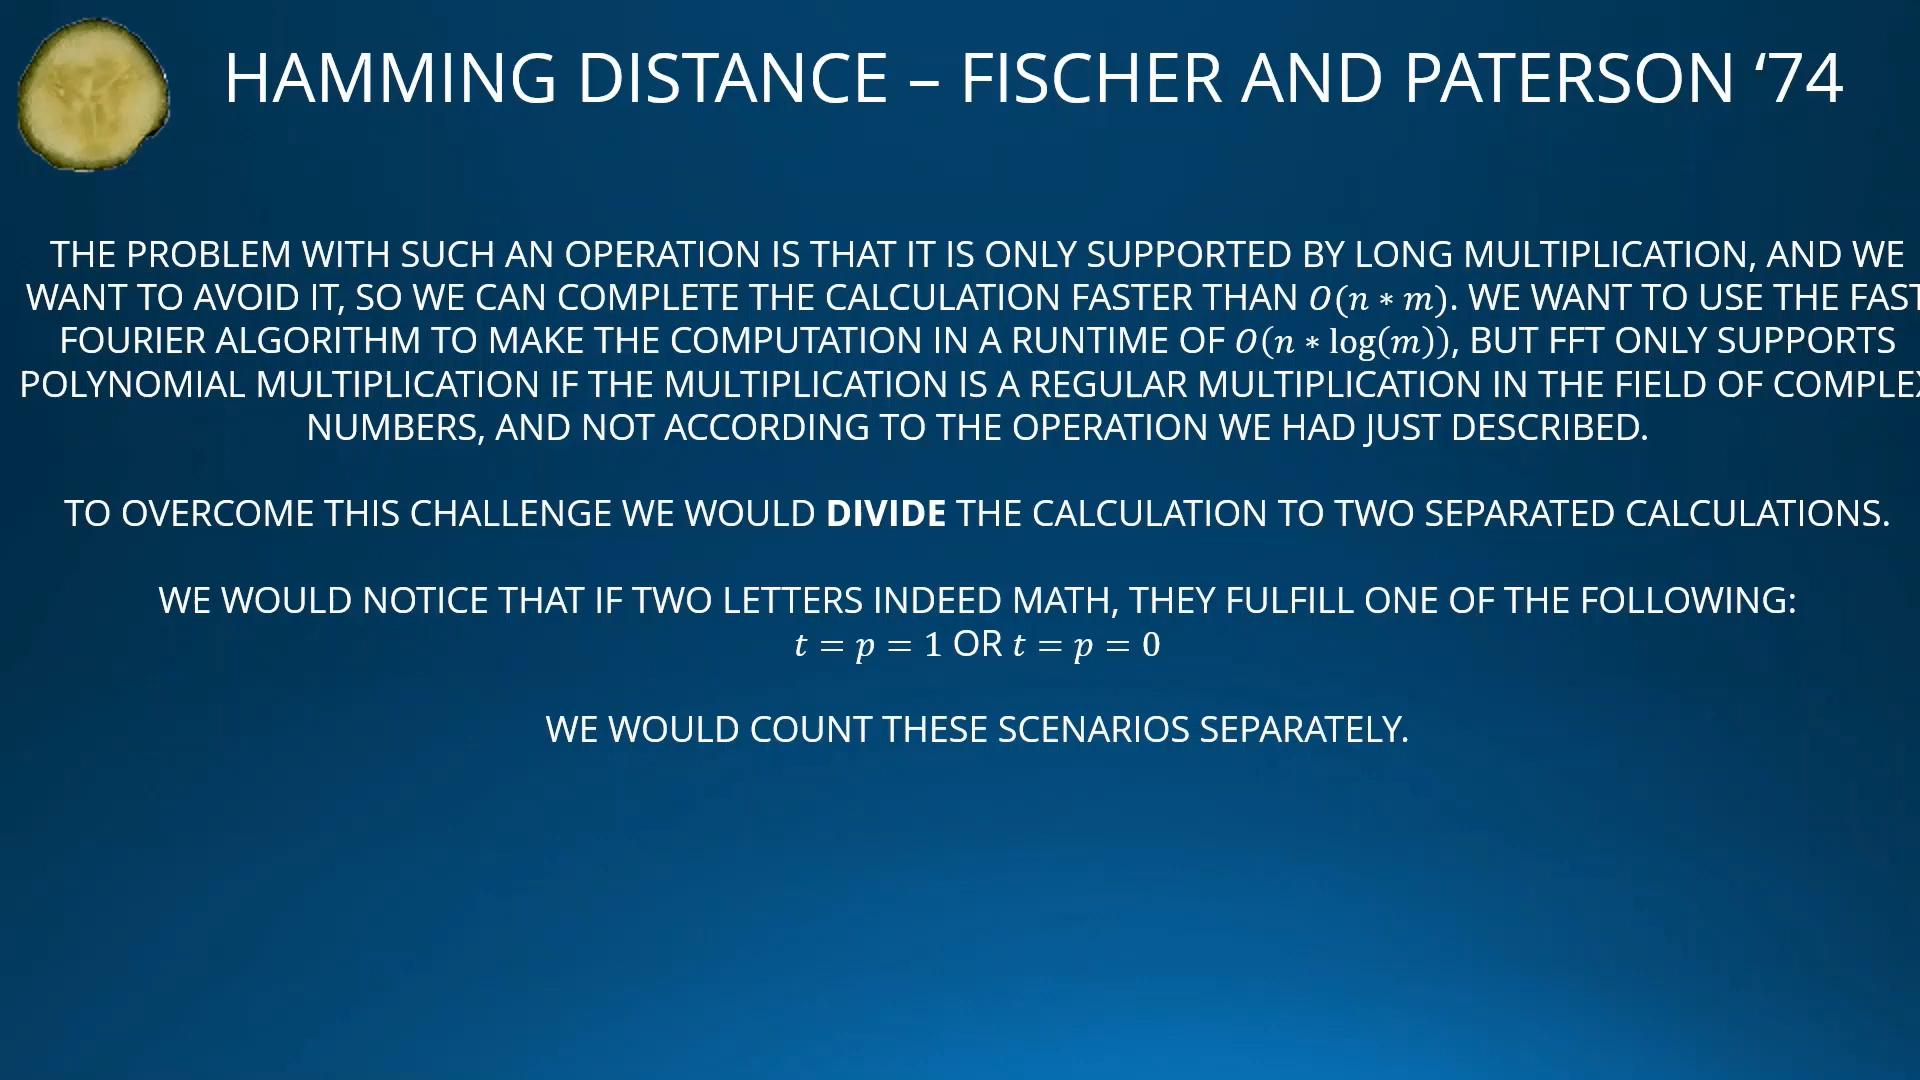 HAMMING DISTANCE – FISCHER AND PATERSON ‘74
THE PROBLEM WITH SUCH AN OPERATION IS THAT IT IS ONLY SUPPORTED BY LONG MULTIPLICATION, AND WE
WANT TO AVOID IT, SO WE CAN COMPLETE THE CALCULATION FASTER THAN O(n ∗ m). WE WANT TO USE THE FAST
FOURIER ALGORITHM TO MAKE THE COMPUTATION IN A RUNTIME OF O(n ∗ log(m)), BUT FFT ONLY SUPPORTS
POLYNOMIAL MULTIPLICATION IF THE MULTIPLICATION IS A REGULAR MULTIPLICATION IN THE FIELD OF COMPLEX
NUMBERS, AND NOT ACCORDING TO THE OPERATION WE HAD JUST DESCRIBED.
TO OVERCOME THIS CHALLENGE WE WOULD DIVIDE THE CALCULATION TO TWO SEPARATED CALCULATIONS.
WE WOULD NOTICE THAT IF TWO LETTERS INDEED MATH, THEY FULFILL ONE OF THE FOLLOWING:
t = p = 1 OR t = p = 0
WE WOULD COUNT THESE SCENARIOS SEPARATELY.